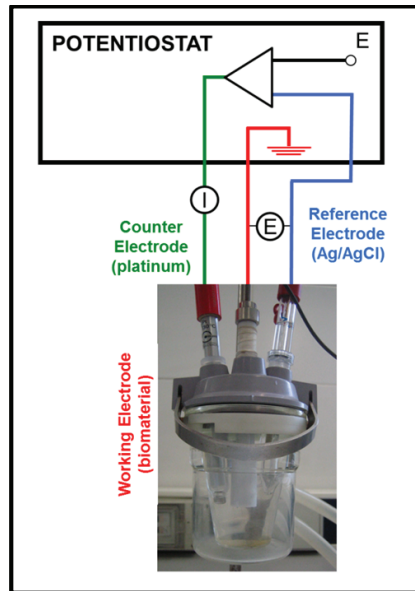 POTENTIOSTAT
E
I
E
Counter
Electrode
(platinum)
Reference
Electrode
(Ag/AgCl)
Working Electrode
(biomaterial)